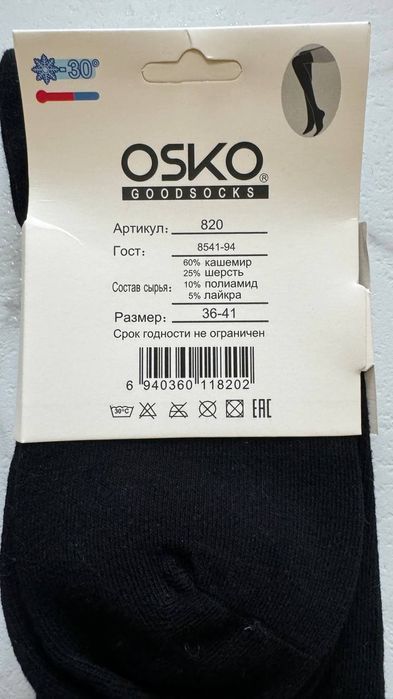 -30°
OSKO®
GOODSOCKS
Артикул: 820
Гост: 8541-94
60% кашемир
25% шерсть
Состав сырья: 10% полиамид
5% лайкра
Размер: 36-41
Срок годности не ограничен
6 940360 118202
30°C EAC